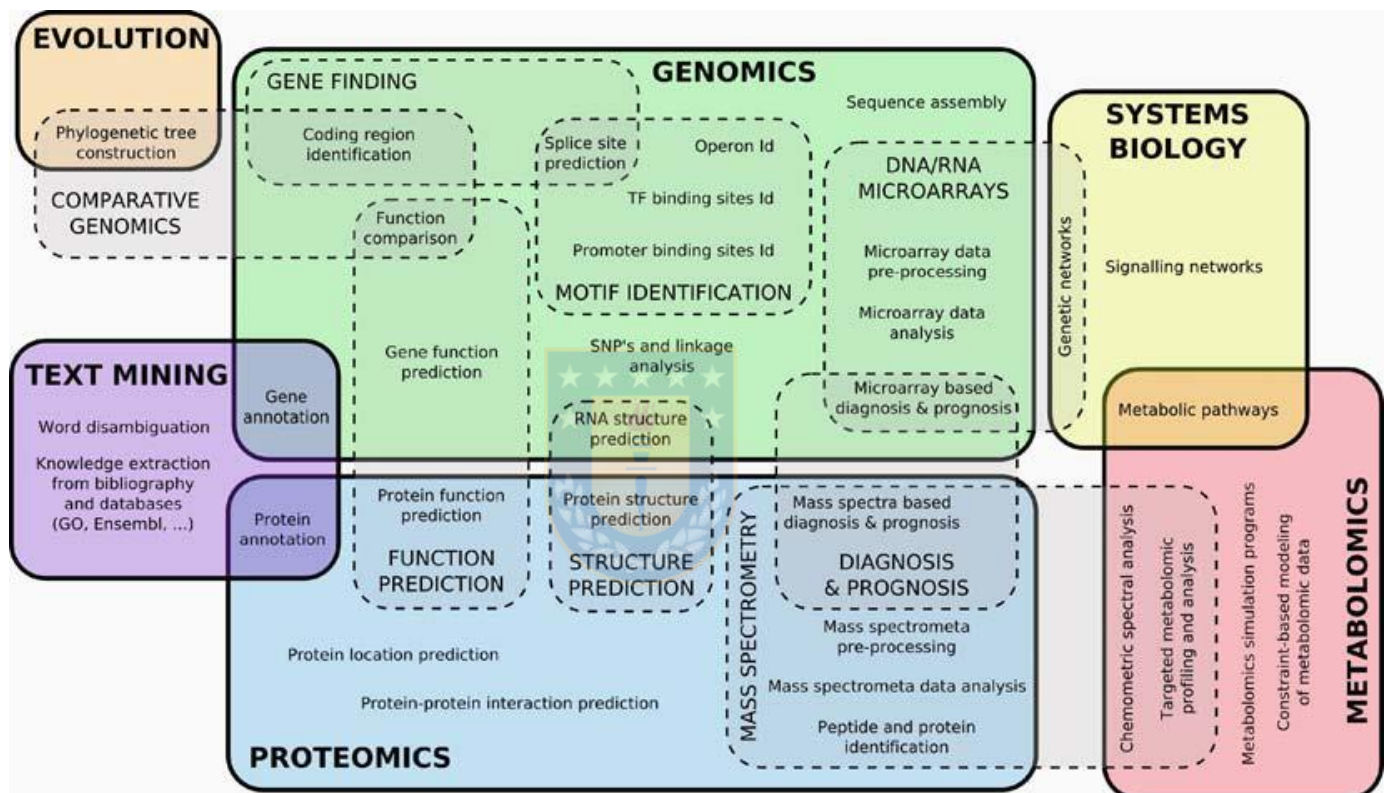 EVOLUTION
Phylogenetic tree
construction
COMPARATIVE
GENOMICS
GENE FINDING
Coding region
identification
Function
comparison
GENOMICS
Sequence assembly
Splice site
prediction
Operon Id
TF binding sites Id
Promoter binding sites Id
MOTIF IDENTIFICATION
DNA/RNA
MICROARRAYS
Microarray data
pre-processing
Microarray data
analysis
Microarray based
diagnosis & prognosis
Genetic networks
SYSTEMS
BIOLOGY
Signalling networks
Metabolic pathways
Gene function
prediction
SNP's and linkage
analysis
RNA structure
prediction
TEXT MINING
Word disambiguation
Knowledge extraction
from bibliography
and databases
(GO, Ensembl, ...)
Gene
annotation
Protein
annotation
Protein function
prediction
FUNCTION
PREDICTION
Protein structure
prediction
STRUCTURE
PREDICTION
MASS SPECTROMETRY
Mass spectra based
diagnosis & prognosis
DIAGNOSIS
& PROGNOSIS
Mass spectrometa
pre-processing
Mass spectrometa data analysis
Peptide and protein
identification
Protein location prediction
Protein-protein interaction prediction
PROTEOMICS
Chemometric spectral analysis
Targeted metabolomic
profiling and analysis
Metabolomics simulation programs
Constraint-based modeling
of metabolomic data
METABOLOMICS